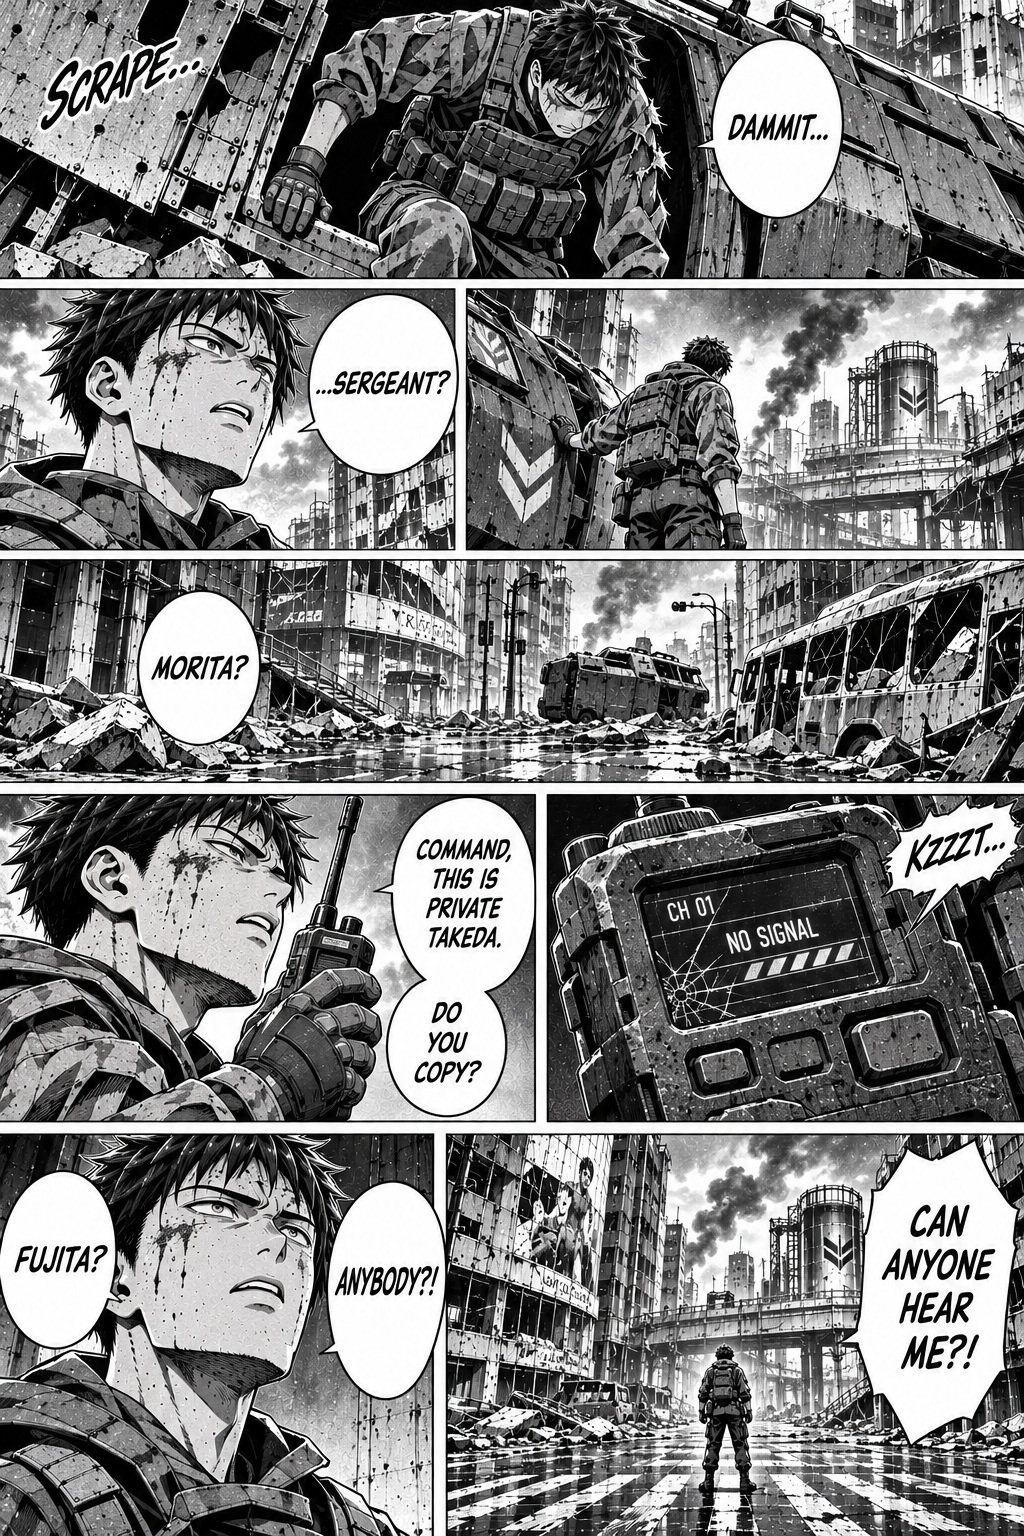 SCRAPE...
DAMMIT...
...SERGEANT?
MORITA?
COMMAND,
THIS IS
PRIVATE
TAKEDA.
DO
YOU
COPY?
KZZZT...
CH 01
NO SIGNAL
FUJITA?
ANYBODY?!
CAN
ANYONE
HEAR
ME?!